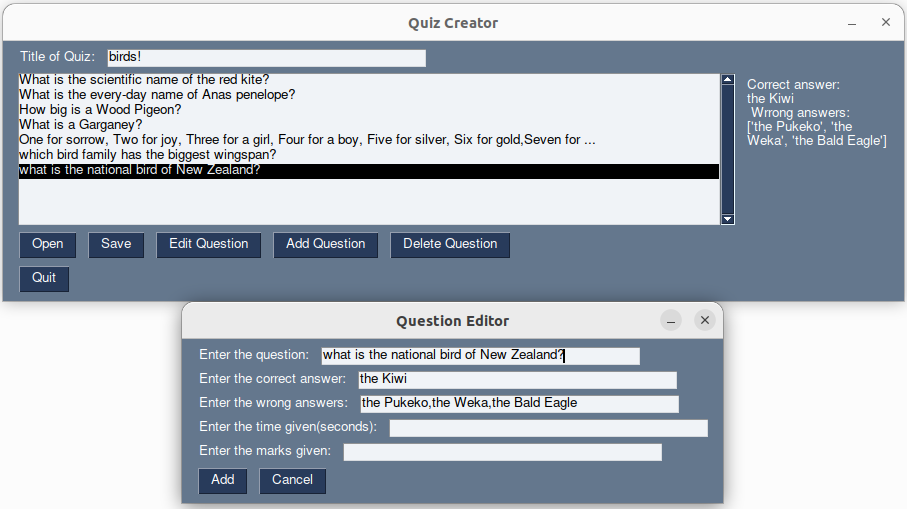 Quiz Creator
Title of Quiz: birds!
What is the scientific name of the red kite?
What is the every-day name of Anas penelope?
How big is a Wood Pigeon?
What is a Garganey?
One for sorrow, Two for joy, Three for a girl, Four for a boy, Five for silver, Six for gold,Seven for ...
which bird family has the biggest wingspan?
what is the national bird of New Zealand?
Correct answer:
the Kiwi
Wrrong answers:
['the Pukeko', 'the
Weka', 'the Bald Eagle']
Open Save Edit Question Add Question Delete Question
Quit
Question Editor
Enter the question: what is the national bird of New Zealand?
Enter the correct answer: the Kiwi
Enter the wrong answers: the Pukeko,the Weka,the Bald Eagle
Enter the time given(seconds):
Enter the marks given:
Add Cancel